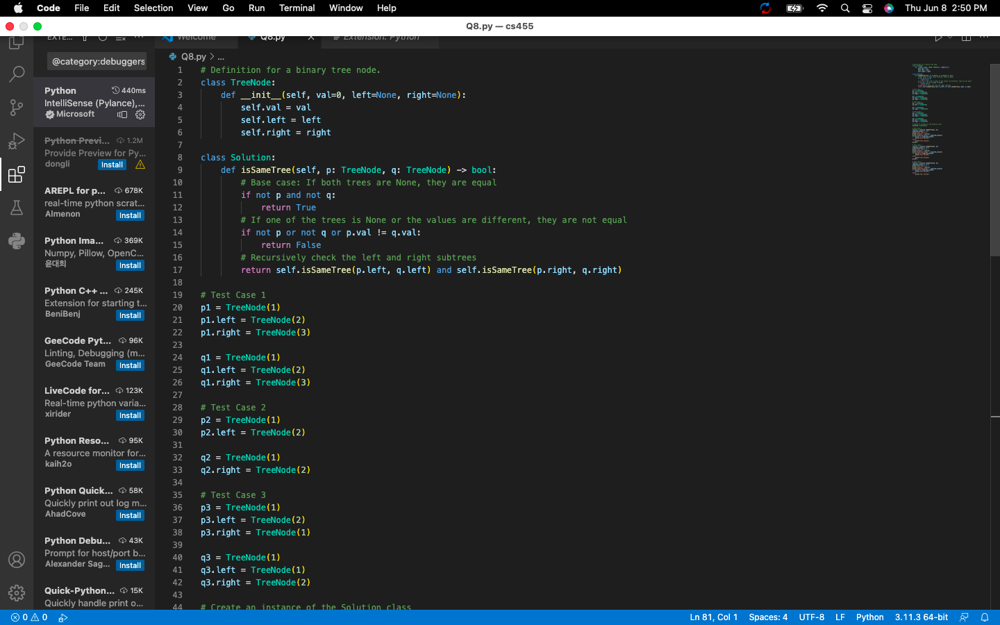 Code File Edit Selection View Go Run Terminal Window Help Thu Jun 8 2:50 PM
Q8.py — cs455
EXTE...
Welcome Q8.py Extension: Python
@category:debuggers
Python 440ms
IntelliSense (Pylance),...
Microsoft
Python Previ... 1.2M
Provide Preview for Py...
dongli Install
AREPL for p... 678K
real-time python scrat...
Almenon Install
Python Ima... 369K
Numpy, Pillow, OpenC...
윤대희 Install
Python C++ ... 245K
Extension for starting t...
BeniBenj Install
GeeCode Pyt... 96K
Linting, Debugging (m...
GeeCode Team Install
LiveCode for... 123K
Real-time python varia...
xirider Install
Python Reso... 95K
A resource monitor for...
kaih2o Install
Python Quick... 58K
Quickly print out log m...
AhadCove Install
Python Debu... 43K
Prompt for host/port b...
Alexander Sag... Install
Quick-Python... 15K
Quickly handle print o...
Q8.py > ...
1 # Definition for a binary tree node.
2 class TreeNode:
3 def __init__(self, val=0, left=None, right=None):
4 self.val = val
5 self.left = left
6 self.right = right
7
8 class Solution:
9 def isSameTree(self, p: TreeNode, q: TreeNode) -> bool:
10 # Base case: If both trees are None, they are equal
11 if not p and not q:
12 return True
13 # If one of the trees is None or the values are different, they are not equal
14 if not p or not q or p.val != q.val:
15 return False
16 # Recursively check the left and right subtrees
17 return self.isSameTree(p.left, q.left) and self.isSameTree(p.right, q.right)
18
19 # Test Case 1
20 p1 = TreeNode(1)
21 p1.left = TreeNode(2)
22 p1.right = TreeNode(3)
23
24 q1 = TreeNode(1)
25 q1.left = TreeNode(2)
26 q1.right = TreeNode(3)
27
28 # Test Case 2
29 p2 = TreeNode(1)
30 p2.left = TreeNode(2)
31
32 q2 = TreeNode(1)
33 q2.right = TreeNode(2)
34
35 # Test Case 3
36 p3 = TreeNode(1)
37 p3.left = TreeNode(2)
38 p3.right = TreeNode(1)
39
40 q3 = TreeNode(1)
41 q3.left = TreeNode(1)
42 q3.right = TreeNode(2)
43
44 # Create an instance of the Solution class
0 0 Ln 81, Col 1 Spaces: 4 UTF-8 LF Python 3.11.3 64-bit